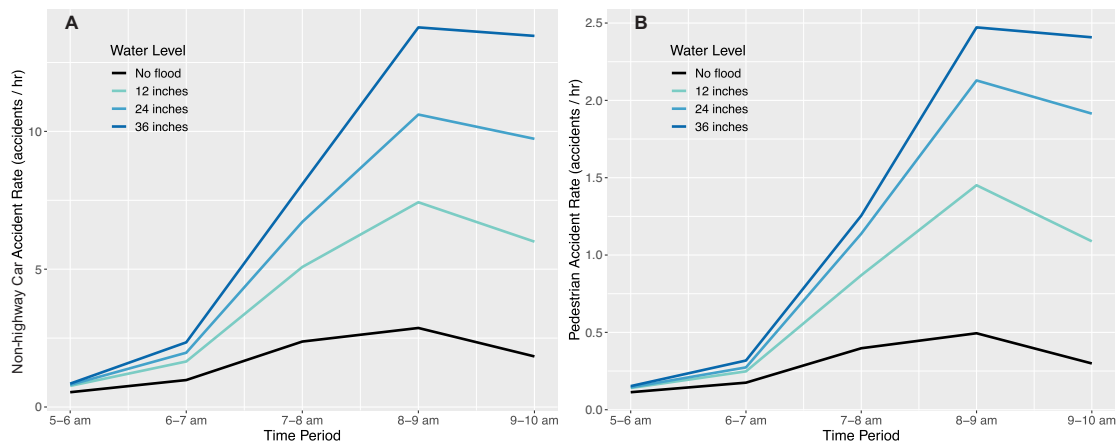 A
Water Level
No flood
12 inches
24 inches
36 inches
Non-highway Car Accident Rate (accidents / hr)
10
5
0
5–6 am 6–7 am 7–8 am 8–9 am 9–10 am
Time Period
B
Water Level
No flood
12 inches
24 inches
36 inches
Pedestrian Accident Rate (accidents / hr)
2.5
2.0
1.5
1.0
0.5
0.0
5–6 am 6–7 am 7–8 am 8–9 am 9–10 am
Time Period